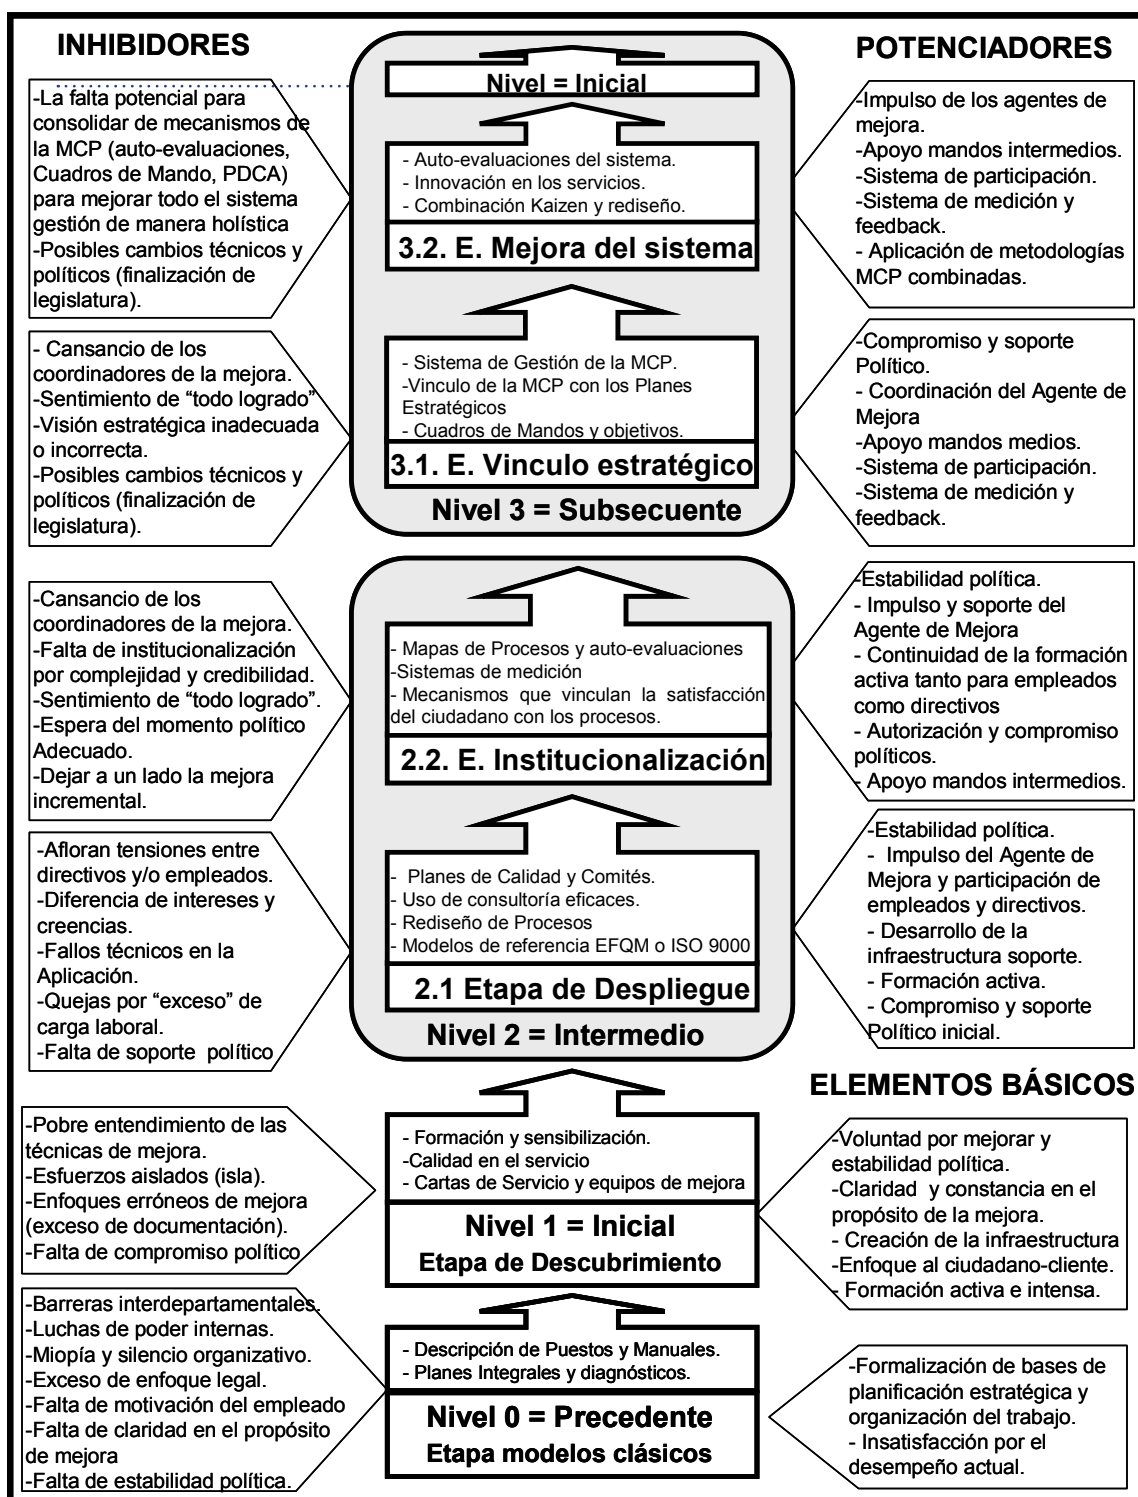 INHIBIDORES
-La falta potencial para
consolidar de mecanismos de
la MCP (auto-evaluaciones,
Cuadros de Mando, PDCA)
para mejorar todo el sistema
gestión de manera holística
-Posibles cambios técnicos y
políticos (finalización de
legislatura).
- Cansancio de los
coordinadores de la mejora.
-Sentimiento de “todo logrado”
-Visión estratégica inadecuada
o incorrecta.
-Posibles cambios técnicos y
políticos (finalización de
legislatura).
-Cansancio de los
coordinadores de la mejora.
-Falta de institucionalización
por complejidad y credibilidad.
-Sentimiento de “todo logrado”.
-Espera del momento político
Adecuado.
-Dejar a un lado la mejora
incremental.
-Afloran tensiones entre
directivos y/o empleados.
-Diferencia de intereses y
creencias.
-Fallos técnicos en la
Aplicación.
-Quejas por “exceso” de
carga laboral.
-Falta de soporte político
-Pobre entendimiento de las
técnicas de mejora.
-Esfuerzos aislados (isla).
-Enfoques erróneos de mejora
(exceso de documentación).
-Falta de compromiso político
-Barreras interdepartamentales.
-Luchas de poder internas.
-Miopía y silencio organizativo.
-Exceso de enfoque legal.
-Falta de motivación del empleado
-Falta de claridad en el propósito
de mejora
-Falta de estabilidad política.
Nivel = Inicial
- Auto-evaluaciones del sistema.
- Innovación en los servicios.
- Combinación Kaizen y rediseño.
3.2. E. Mejora del sistema
- Sistema de Gestión de la MCP.
-Vinculo de la MCP con los Planes
Estratégicos
- Cuadros de Mandos y objetivos.
3.1. E. Vinculo estratégico
Nivel 3 = Subsecuente
- Mapas de Procesos y auto-evaluaciones
-Sistemas de medición
- Mecanismos que vinculan la satisfacción
del ciudadano con los procesos.
2.2. E. Institucionalización
- Planes de Calidad y Comités.
- Uso de consultoría eficaces.
- Rediseño de Procesos
- Modelos de referencia EFQM o ISO 9000
2.1 Etapa de Despliegue
Nivel 2 = Intermedio
- Formación y sensibilización.
-Calidad en el servicio
- Cartas de Servicio y equipos de mejora
Nivel 1 = Inicial
Etapa de Descubrimiento
- Descripción de Puestos y Manuales.
- Planes Integrales y diagnósticos.
Nivel 0 = Precedente
Etapa modelos clásicos
POTENCIADORES
-Impulso de los agentes de
mejora.
-Apoyo mandos intermedios.
-Sistema de participación.
-Sistema de medición y
feedback.
- Aplicación de metodologías
MCP combinadas.
-Compromiso y soporte
Político.
- Coordinación del Agente de
Mejora
-Apoyo mandos medios.
-Sistema de participación.
-Sistema de medición y
feedback.
-Estabilidad política.
- Impulso y soporte del
Agente de Mejora
- Continuidad de la formación
activa tanto para empleados
como directivos
- Autorización y compromiso
políticos.
- Apoyo mandos intermedios.
-Estabilidad política.
- Impulso del Agente de
Mejora y participación de
empleados y directivos.
- Desarrollo de la
infraestructura soporte.
- Formación activa.
- Compromiso y soporte
Político inicial.
ELEMENTOS BÁSICOS
-Voluntad por mejorar y
estabilidad política.
-Claridad y constancia en el
propósito de la mejora.
- Creación de la infraestructura
-Enfoque al ciudadano-cliente.
- Formación activa e intensa.
-Formalización de bases de
planificación estratégica y
organización del trabajo.
- Insatisfacción por el
desempeño actual.